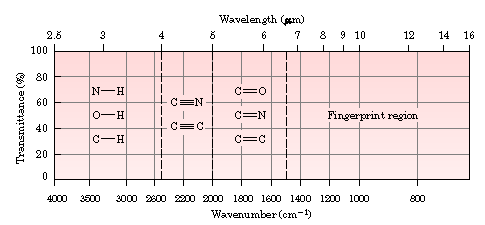 Wavelength (μm)
2.5 3 4 5 6 7 8 9 10 12 14 16
Transmittance (%)
100
80
60
40
20
0
N—H
O—H
C—H
C≡N
C≡C
C=O
C=N
C=C
Fingerprint region
4000 3500 3000 2600 2200 2000 1800 1600 1400 1200 1000 800
Wavenumber (cm⁻¹)